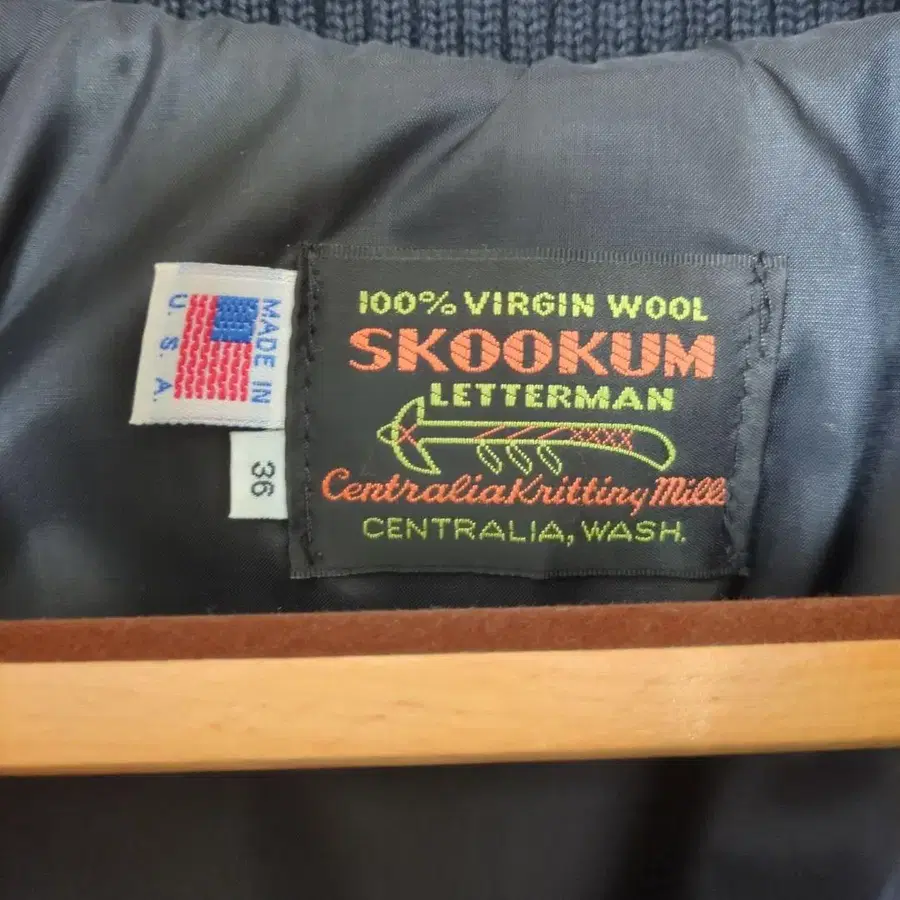 MADE IN
U. S. A.
36
100% VIRGIN WOOL
SKOOKUM
LETTERMAN
Centralia Knitting Mills
CENTRALIA, WASH.